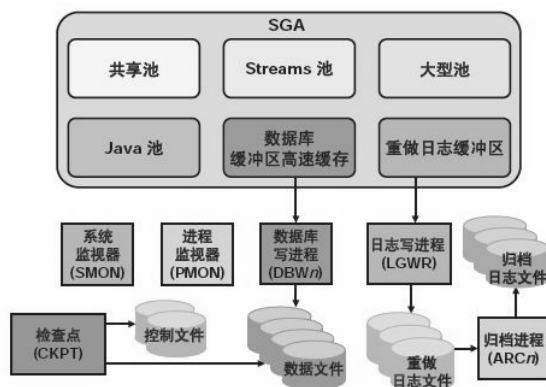 SGA
共享池
Streams 池
大型池
Java 池
数据库
缓冲区高速缓存
重做日志缓冲区
系统
监视器
(SMON)
进程
监视器
(PMON)
数据库
写进程
(DBWn)
日志写进程
(LGWR)
归档
日志文件
检查点
(CKPT)
控制文件
数据文件
重做
日志文件
归档进程
(ARCn)